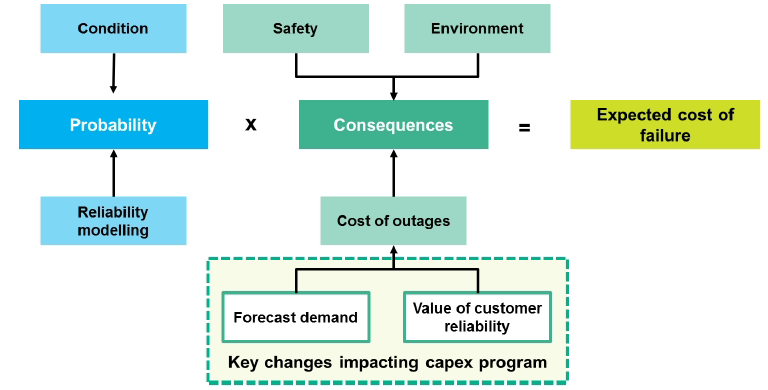 Condition
Safety
Environment
Probability
x
Consequences
=
Expected cost of
failure
Reliability
modelling
Cost of outages
Forecast demand
Value of customer
reliability
Key changes impacting capex program